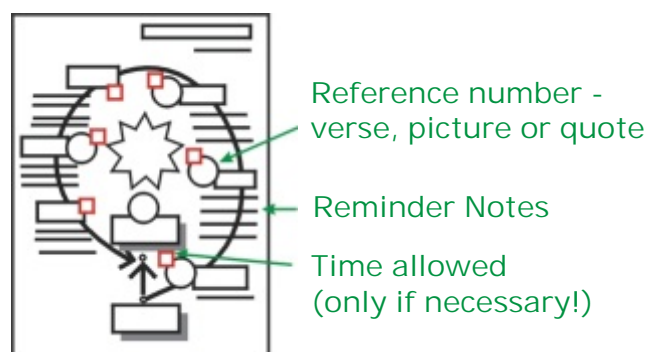 Reference number -
verse, picture or quote
Reminder Notes
Time allowed
(only if necessary!)